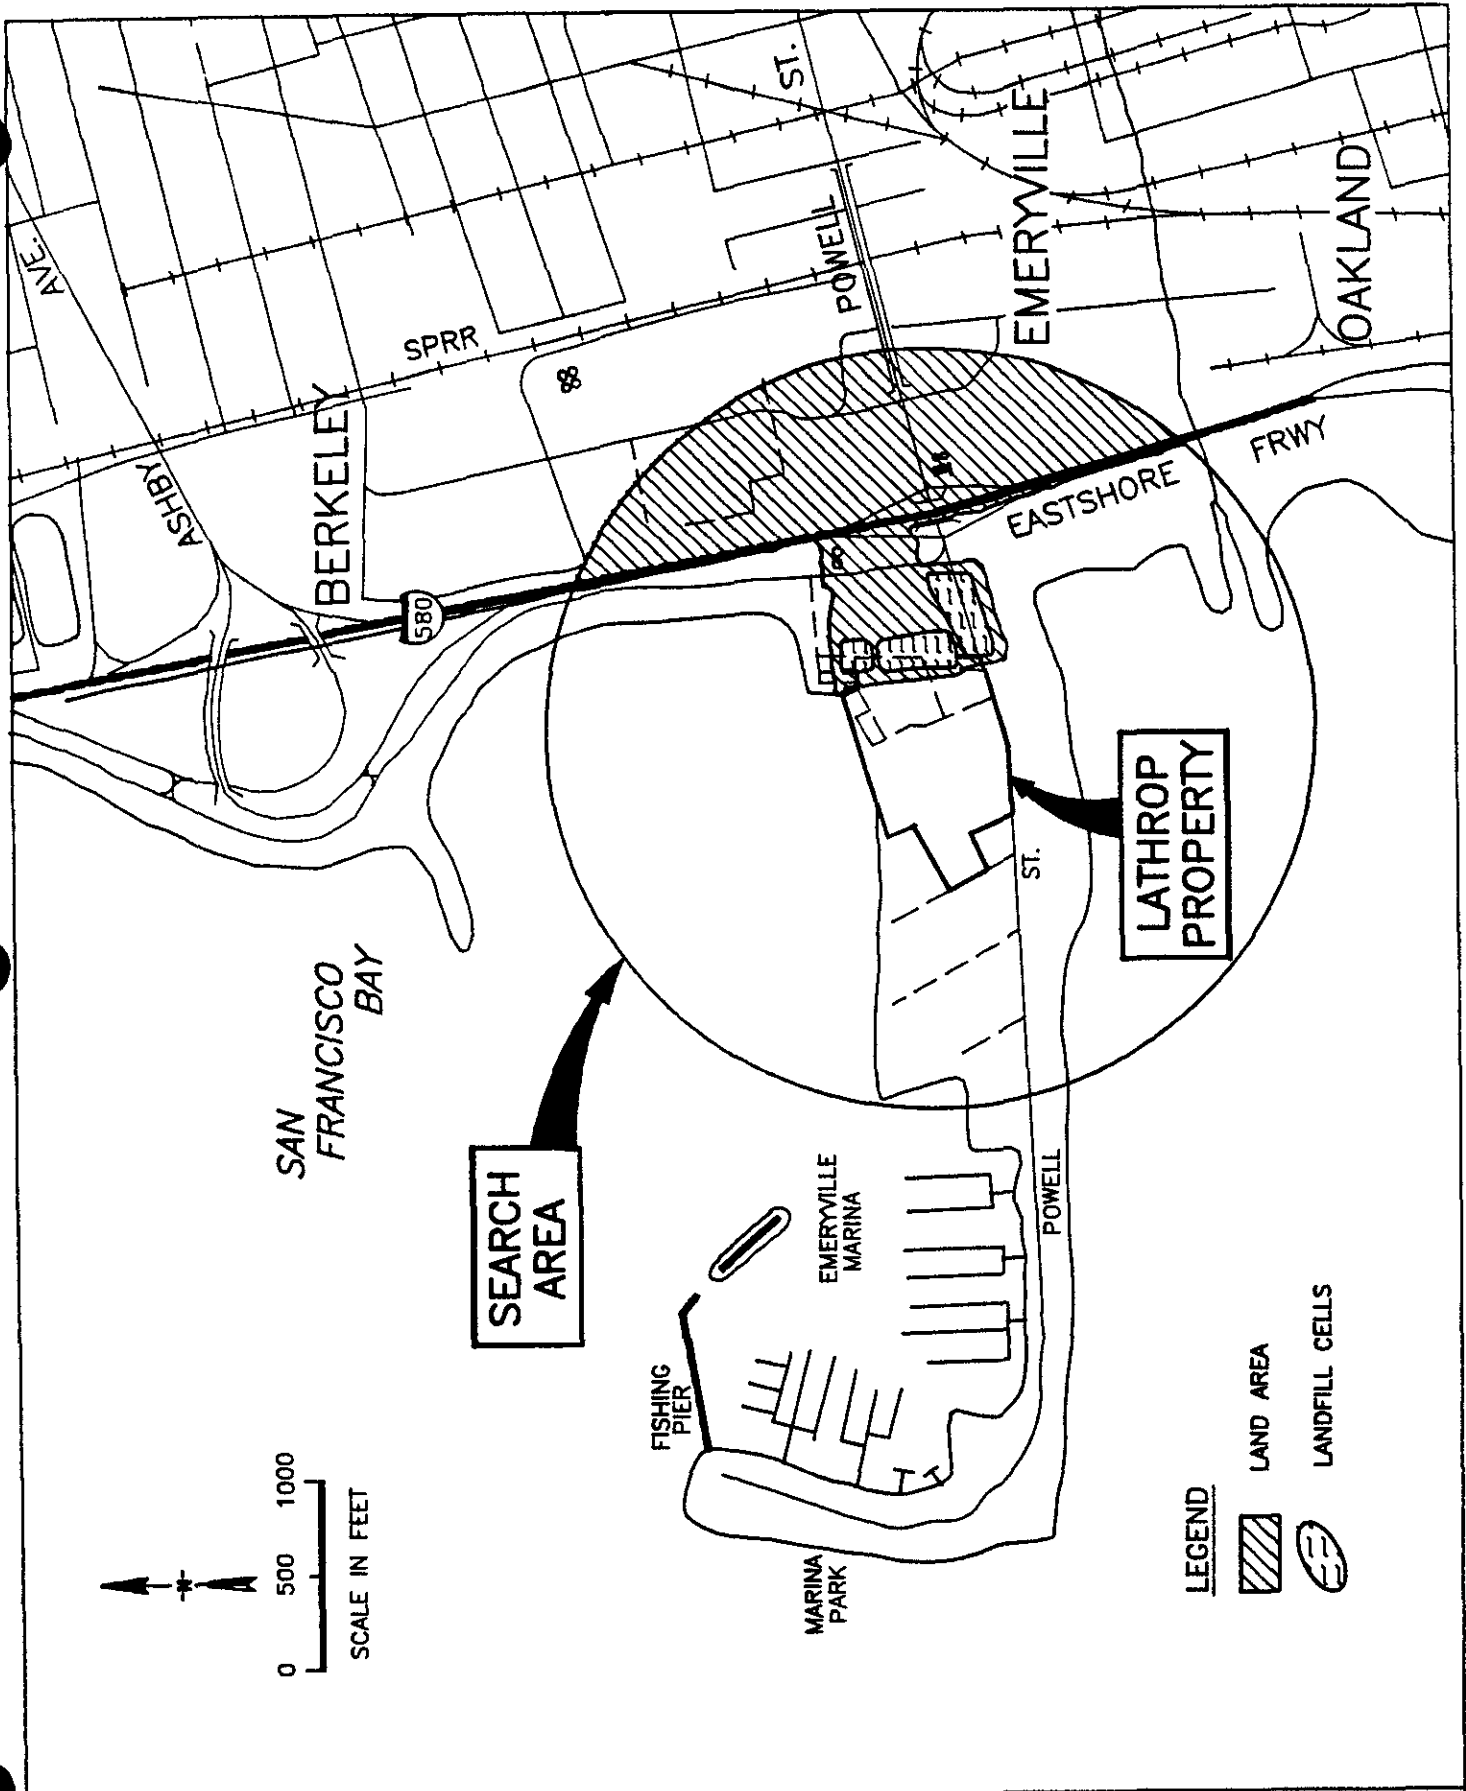 AVE.
ASHBY
BERKELEY
580
SPRR
ST.
POWELL
EMERYVILLE
OAKLAND
EASTSHORE
FRWY
SAN
FRANCISCO
BAY
SEARCH
AREA
LATHROP
PROPERTY
ST.
POWELL
EMERYVILLE
MARINA
FISHING
PIER
MARINA
PARK
N
0 500 1000
SCALE IN FEET
LEGEND
LAND AREA
LANDFILL CELLS